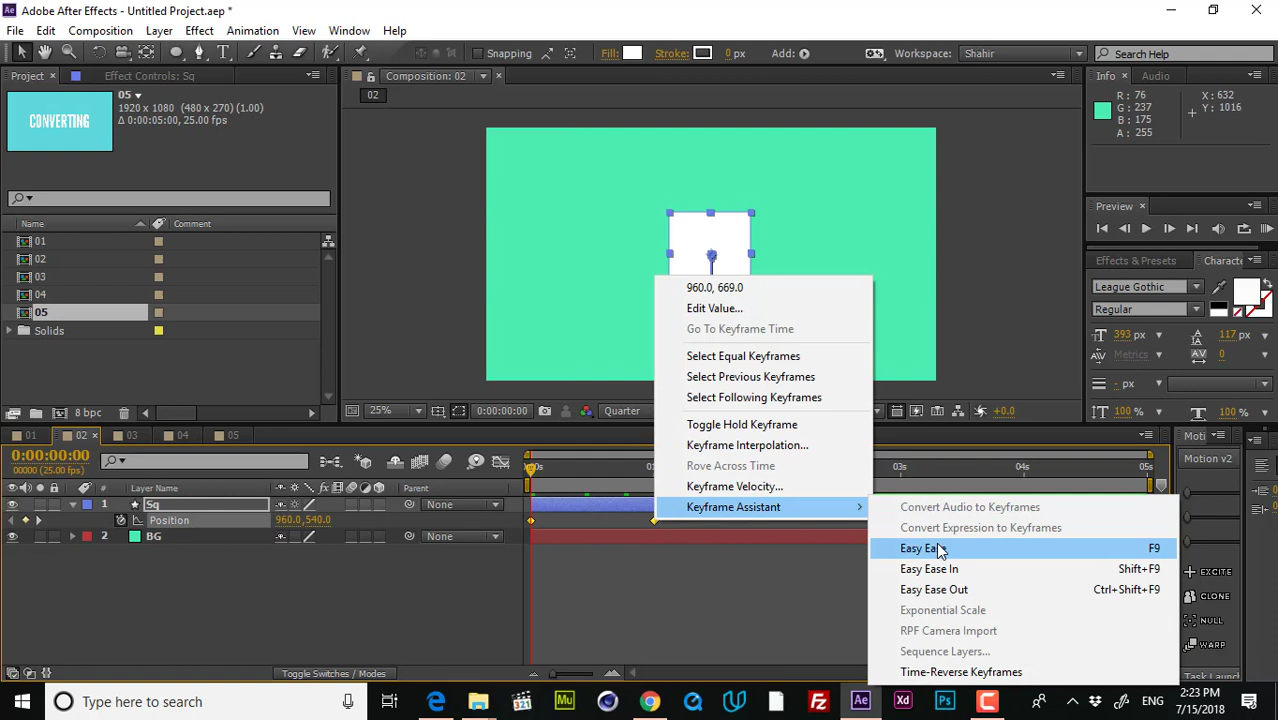 Adobe After Effects - Untitled Project.aep *
File Edit Composition Layer Effect Animation View Window Help
Snapping Fill: Stroke: 0 px Add: Workspace: Shahir Search Help
Project Effect Controls: Sq Composition: 02 Info Audio
02
05
1920 x 1080 (480 x 270) (1.00)
Δ 0:00:05:00, 25.00 fps
CONVERTING
R: 76 X: 632
G: 237 Y: 1016
B: 175
A: 255
Preview
Name Comment
01
02
03
04
05
Solids
Effects & Presets
League Gothic
Regular
393 px 117 px
Metrics 0
- px
100 % 100 %
960.0, 669.0
Edit Value...
Go To Keyframe Time
Select Equal Keyframes
Select Previous Keyframes
Select Following Keyframes
Toggle Hold Keyframe
Keyframe Interpolation...
Rove Across Time
Keyframe Velocity...
Keyframe Assistant
Convert Audio to Keyframes
Convert Expression to Keyframes
Easy Ease F9
Easy Ease In Shift+F9
Easy Ease Out Ctrl+Shift+F9
Exponential Scale
RPF Camera Import
Sequence Layers...
Time-Reverse Keyframes
8 bpc 25% 0:00:00:00 Quarter +0.0
01 02 03 04 05
0:00:00:00
00000 (25.00 fps)
03s 04s 05s
# Layer Name Parent
1 Sq None
Position 960.0,540.0
2 BG None
Toggle Switches / Modes
Motion v2
EXCITE
CLONE
NULL
WARP
Type here to search
ENG
2:23 PM
7/15/2018